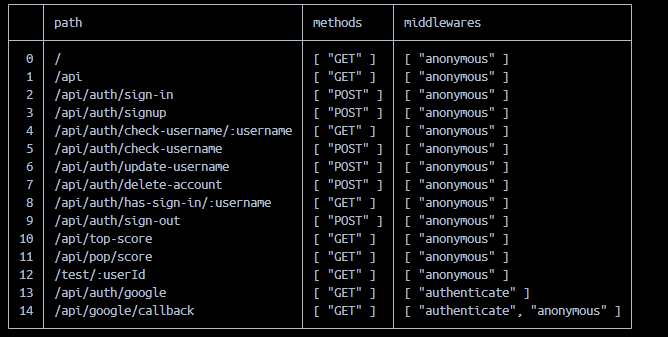 path methods middlewares
0 / [ "GET" ] [ "anonymous" ]
1 /api [ "GET" ] [ "anonymous" ]
2 /api/auth/sign-in [ "POST" ] [ "anonymous" ]
3 /api/auth/signup [ "POST" ] [ "anonymous" ]
4 /api/auth/check-username/:username [ "GET" ] [ "anonymous" ]
5 /api/auth/check-username [ "POST" ] [ "anonymous" ]
6 /api/auth/update-username [ "POST" ] [ "anonymous" ]
7 /api/auth/delete-account [ "POST" ] [ "anonymous" ]
8 /api/auth/has-sign-in/:username [ "GET" ] [ "anonymous" ]
9 /api/auth/sign-out [ "POST" ] [ "anonymous" ]
10 /api/top-score [ "GET" ] [ "anonymous" ]
11 /api/pop/score [ "GET" ] [ "anonymous" ]
12 /test/:userId [ "GET" ] [ "anonymous" ]
13 /api/auth/google [ "GET" ] [ "authenticate" ]
14 /api/google/callback [ "GET" ] [ "authenticate", "anonymous" ]